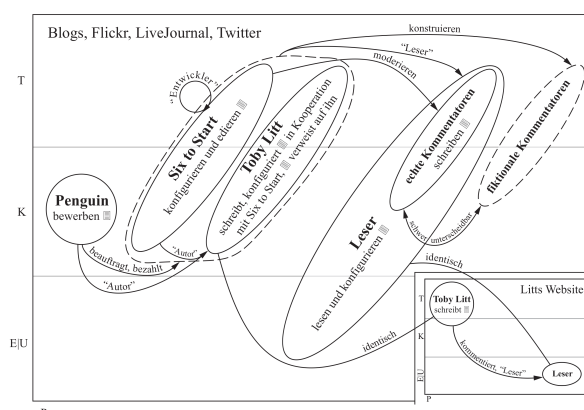 Blogs, Flickr, LiveJournal, Twitter
konstruieren
“Leser”
moderieren
T
“Entwickler”
Six to Start
konfigurieren und edieren
Toby Litt
schreibt, konfiguriert in Kooperation
mit Six to Start, verweist auf ihn
echte Kommentatoren
schreiben
fiktionale Kommentatoren
K
Penguin
bewerben
beauftragt, bezahlt
“Autor”
“Autor”
Leser
lesen und konfigurieren
schwer unterscheidbar
identisch
identisch
E|U
Litts Website
T
K
E|U
P
Toby Litt
schreibt
kommentiert, “Leser”
Leser